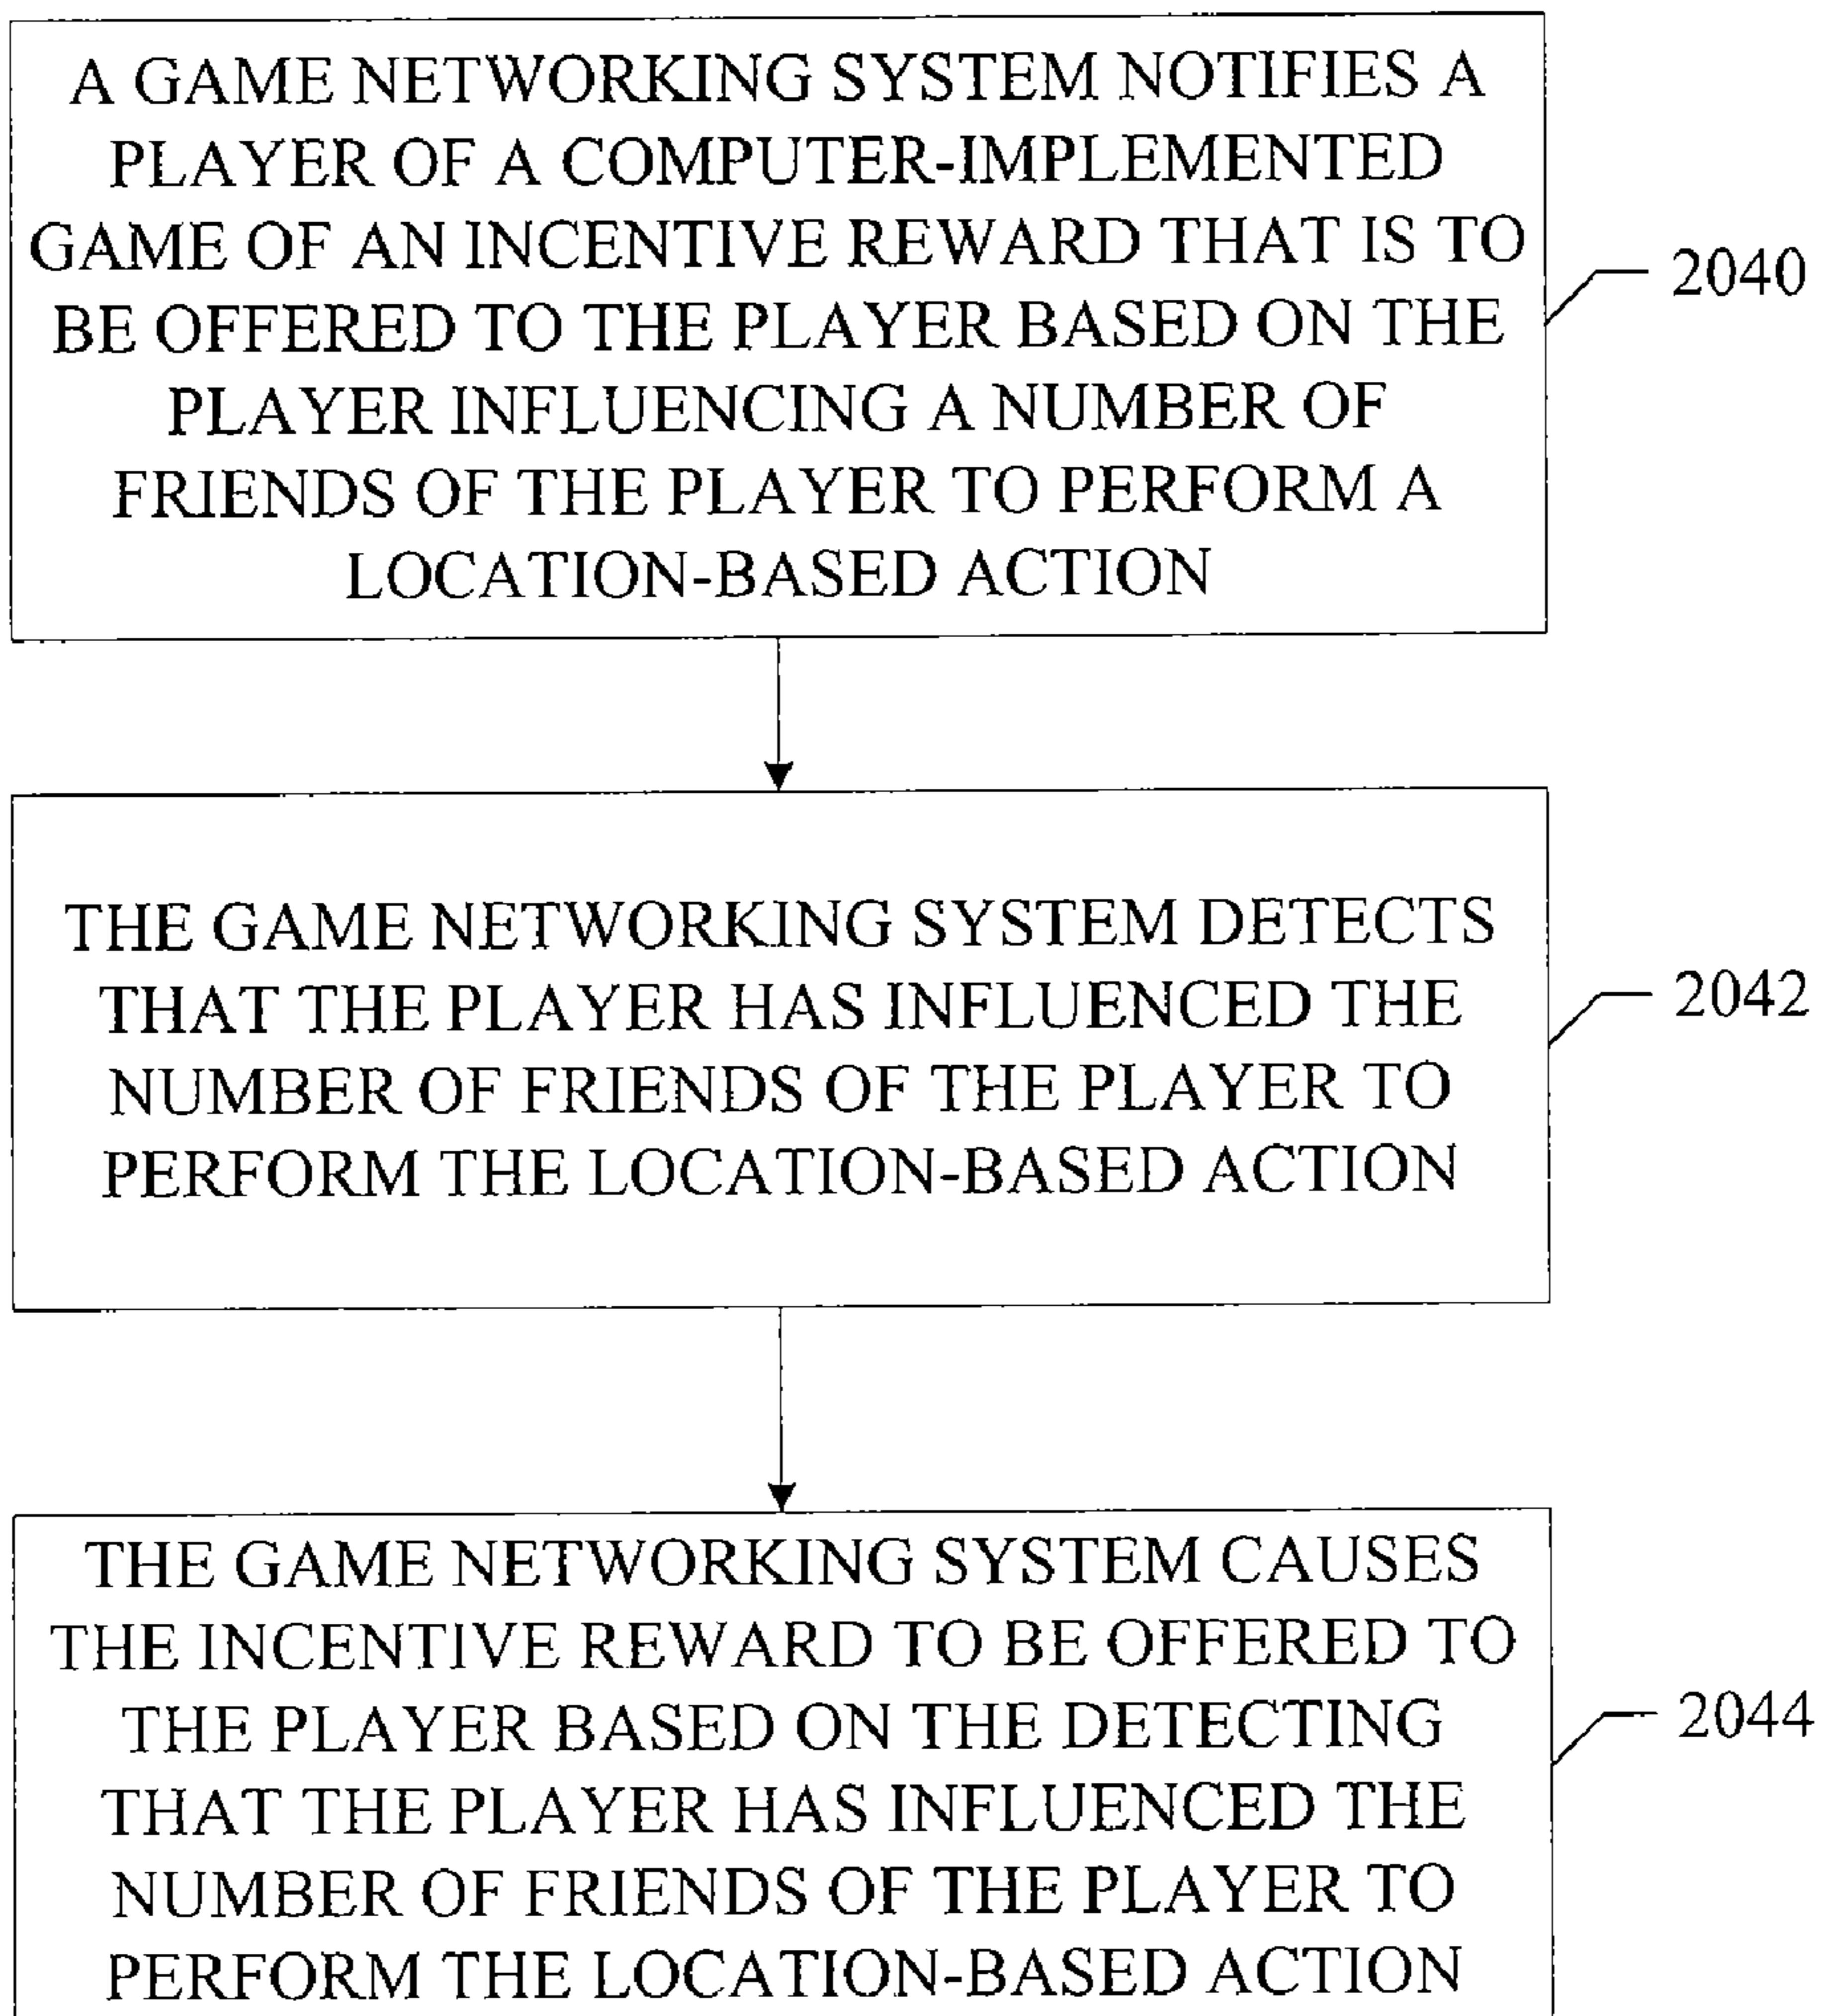 A GAME NETWORKING SYSTEM NOTIFIES A
PLAYER OF A COMPUTER-IMPLEMENTED
GAME OF AN INCENTIVE REWARD THAT IS TO
BE OFFERED TO THE PLAYER BASED ON THE
PLAYER INFLUENCING A NUMBER OF
FRIENDS OF THE PLAYER TO PERFORM A
LOCATION-BASED ACTION
2040
THE GAME NETWORKING SYSTEM DETECTS
THAT THE PLAYER HAS INFLUENCED THE
NUMBER OF FRIENDS OF THE PLAYER TO
PERFORM THE LOCATION-BASED ACTION
2042
THE GAME NETWORKING SYSTEM CAUSES
THE INCENTIVE REWARD TO BE OFFERED TO
THE PLAYER BASED ON THE DETECTING
THAT THE PLAYER HAS INFLUENCED THE
NUMBER OF FRIENDS OF THE PLAYER TO
PERFORM THE LOCATION-BASED ACTION
2044